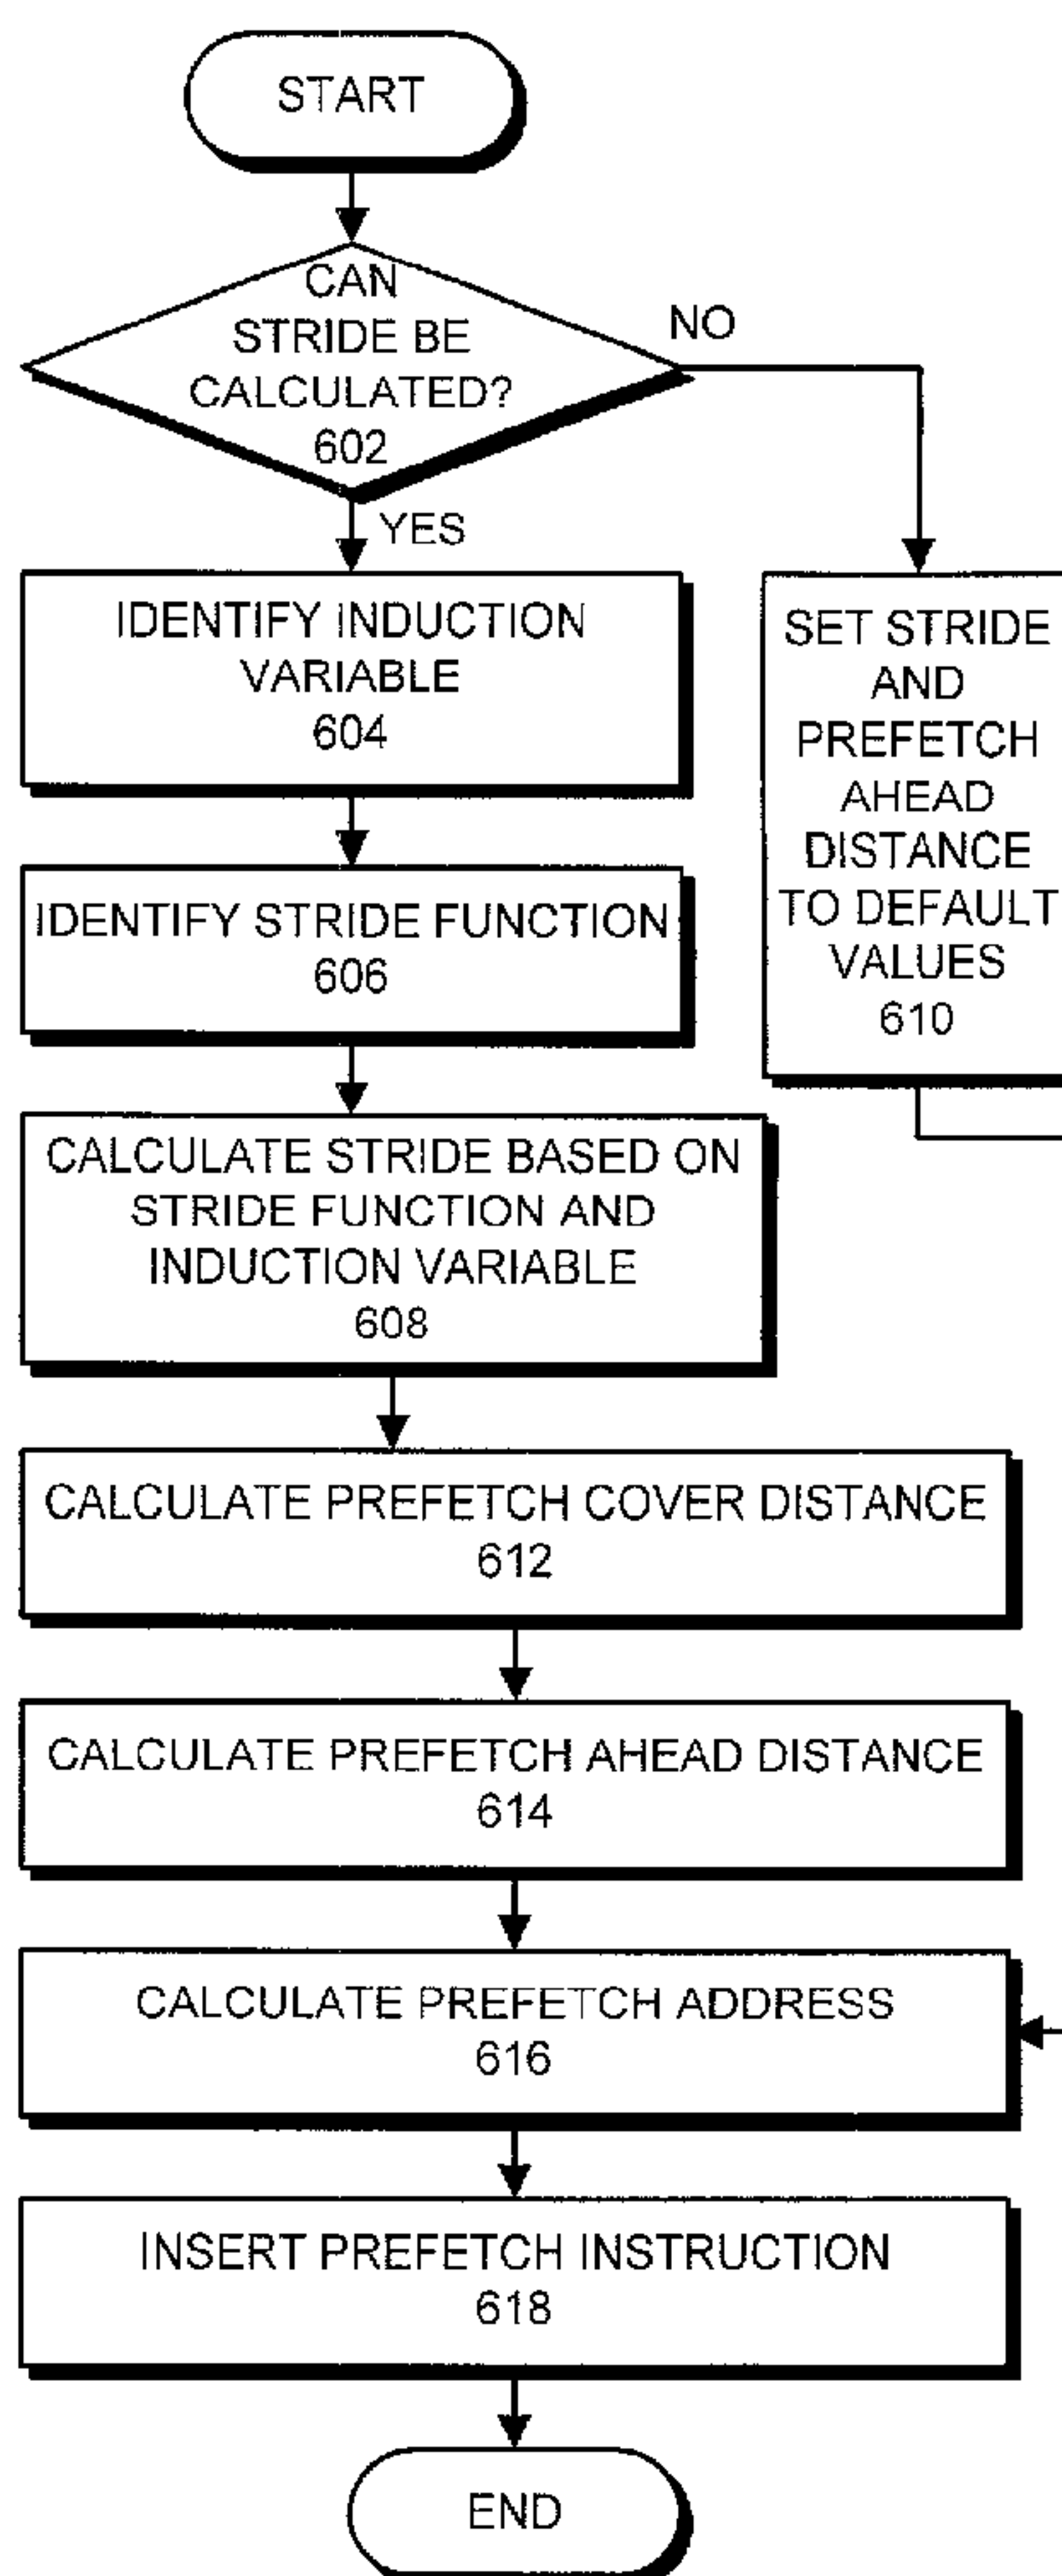 START
CAN
STRIDE BE
CALCULATED?
602
NO
YES
IDENTIFY INDUCTION
VARIABLE
604
SET STRIDE
AND
PREFETCH
AHEAD
DISTANCE
TO DEFAULT
VALUES
610
IDENTIFY STRIDE FUNCTION
606
CALCULATE STRIDE BASED ON
STRIDE FUNCTION AND
INDUCTION VARIABLE
608
CALCULATE PREFETCH COVER DISTANCE
612
CALCULATE PREFETCH AHEAD DISTANCE
614
CALCULATE PREFETCH ADDRESS
616
INSERT PREFETCH INSTRUCTION
618
END